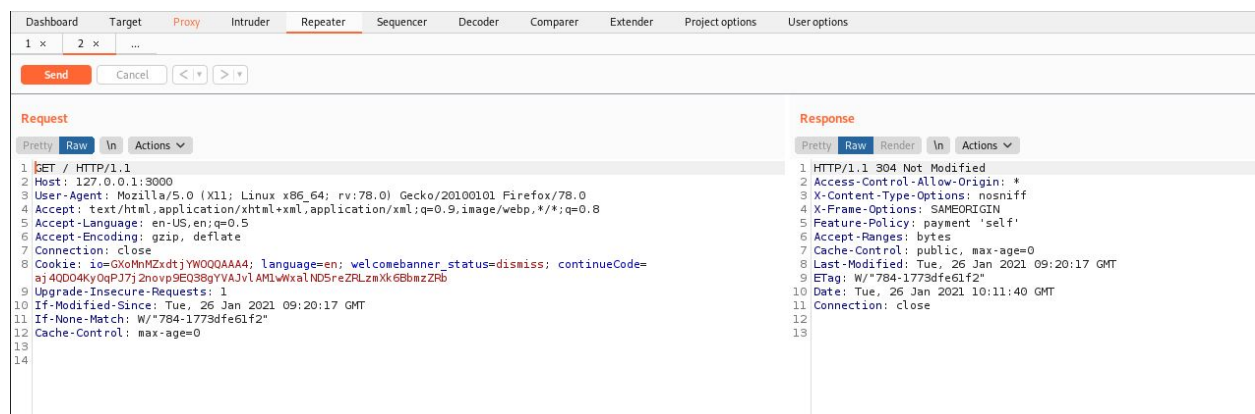 Dashboard Target Proxy Intruder Repeater Sequencer Decoder Comparer Extender Project options User options
1 × 2 × ...
Send Cancel < > 
Request
Pretty Raw \n Actions
1 GET / HTTP/1.1
2 Host: 127.0.0.1:3000
3 User-Agent: Mozilla/5.0 (X11; Linux x86_64; rv:78.0) Gecko/20100101 Firefox/78.0
4 Accept: text/html,application/xhtml+xml,application/xml;q=0.9,image/webp,*/*;q=0.8
5 Accept-Language: en-US,en;q=0.5
6 Accept-Encoding: gzip, deflate
7 Connection: close
8 Cookie: io=GXoMnMZxdtjYWOQQAAA4; language=en; welcomebanner_status=dismiss; continueCode=
aj4QDO4KyOqPJ7j2novp9EQ38gYVAJvlAM1wWxalND5reZRLzmXk6BbmzZRb
9 Upgrade-Insecure-Requests: 1
10 If-Modified-Since: Tue, 26 Jan 2021 09:20:17 GMT
11 If-None-Match: W/"784-1773dfe61f2"
12 Cache-Control: max-age=0
13
14
Response
Pretty Raw Render \n Actions
1 HTTP/1.1 304 Not Modified
2 Access-Control-Allow-Origin: *
3 X-Content-Type-Options: nosniff
4 X-Frame-Options: SAMEORIGIN
5 Feature-Policy: payment 'self'
6 Accept-Ranges: bytes
7 Cache-Control: public, max-age=0
8 Last-Modified: Tue, 26 Jan 2021 09:20:17 GMT
9 ETag: W/"784-1773dfe61f2"
10 Date: Tue, 26 Jan 2021 10:11:40 GMT
11 Connection: close
12
13